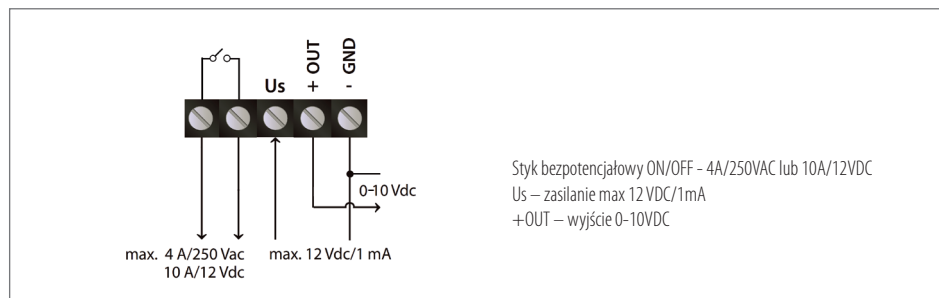 Us
+ OUT
- GND
0-10 Vdc
max. 4 A/250 Vac
10 A/12 Vdc
max. 12 Vdc/1 mA
Styk bezpotencjałowy ON/OFF - 4A/250VAC lub 10A/12VDC
Us – zasilanie max 12 VDC/1mA
+OUT – wyjście 0-10VDC